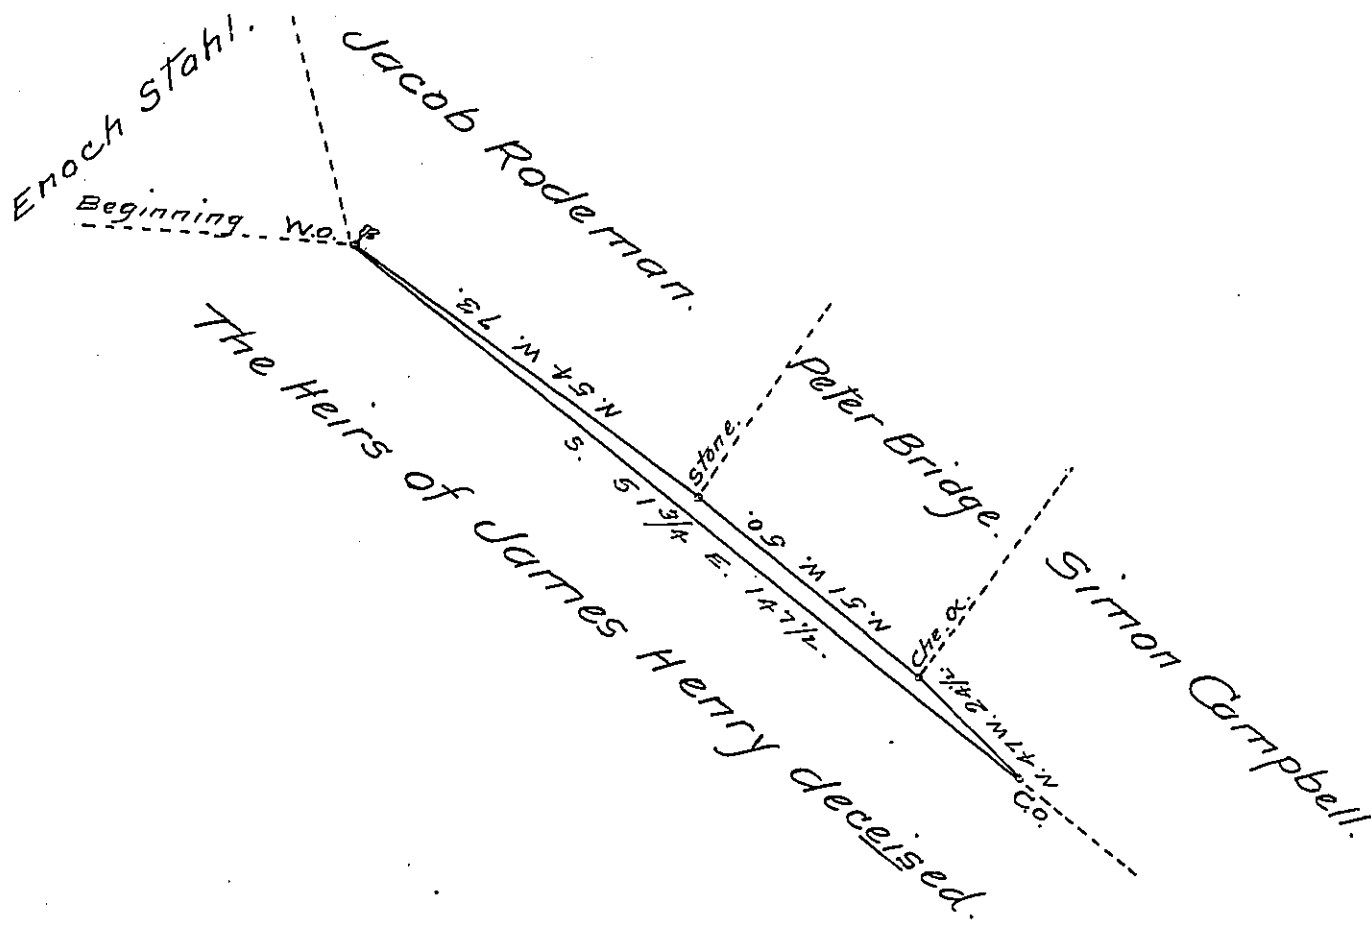 Enoch Stahl.
Jacob Rodeman.
Beginning W.O.
N. 54 W. 73.
S. 51 3/4 E. 147 1/2.
Stone.
Peter Bridge.
N. 51 W. 50.
Che. O.
Simon Campbell.
N. 47 W. 24 1/2.
C.O.
The Heirs of James Henry deceised.